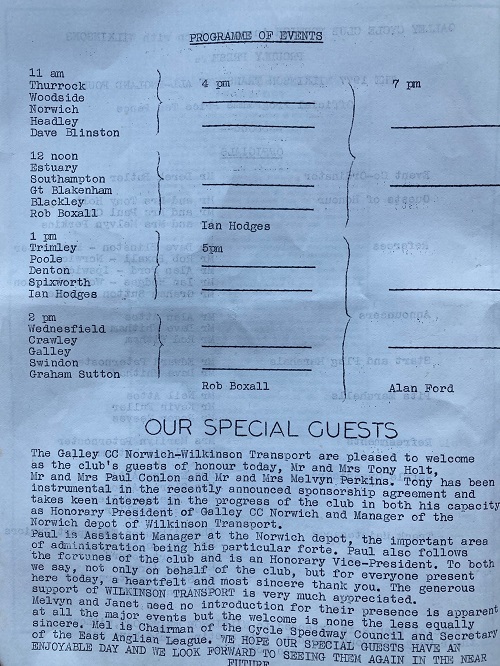 PROGRAMME OF EVENTS
11 am
Thurrock
Woodside
Norwich
Headley
Dave Blinston
12 noon
Estuary
Southampton
Gt Blakenham
Blackley
Rob Boxall
1 pm
Trimley
Poole
Denton
Spixworth
Ian Hodges
2 pm
Wednesfield
Crawley
Galley
Swindon
Graham Sutton
4 pm
Ian Hodges
5pm
Rob Boxall
7 pm
Alan Ford
OUR SPECIAL GUESTS
The Galley CC Norwich-Wilkinson Transport are pleased to welcome
as the club's guests of honour today, Mr and Mrs Tony Holt,
Mr and Mrs Paul Conlon and Mr and Mrs Melvyn Perkins. Tony has been
instrumental in the recently announced sponsorship agreement and
takes keen interest in the progress of the club in both his capacity
as Honorary President of Galley CC Norwich and Manager of the
Norwich depot of Wilkinson Transport.
Paul is Assistant Manager at the Norwich depot, the important area
of administration being his particular forte. Paul also follows
the fortunes of the club and is an Honorary Vice-President. To both
we say, not only on behalf of the club, but for everyone present
here today, a heartfelt and most sincere thank you. The generous
support of WILKINSON TRANSPORT is very much appreciated.
Melvyn and Janet need no introduction for their presence is apparent
at all the major events but the welcome is none the less equally
sincere. Mel is Chairman of the Cycle Speedway Council and Secretary
of the East Anglian League. WE HOPE OUR SPECIAL GUESTS HAVE AN
ENJOYABLE DAY AND WE LOOK FORWARD TO SEEING THEM AGAIN IN THE NEAR
FUTURE